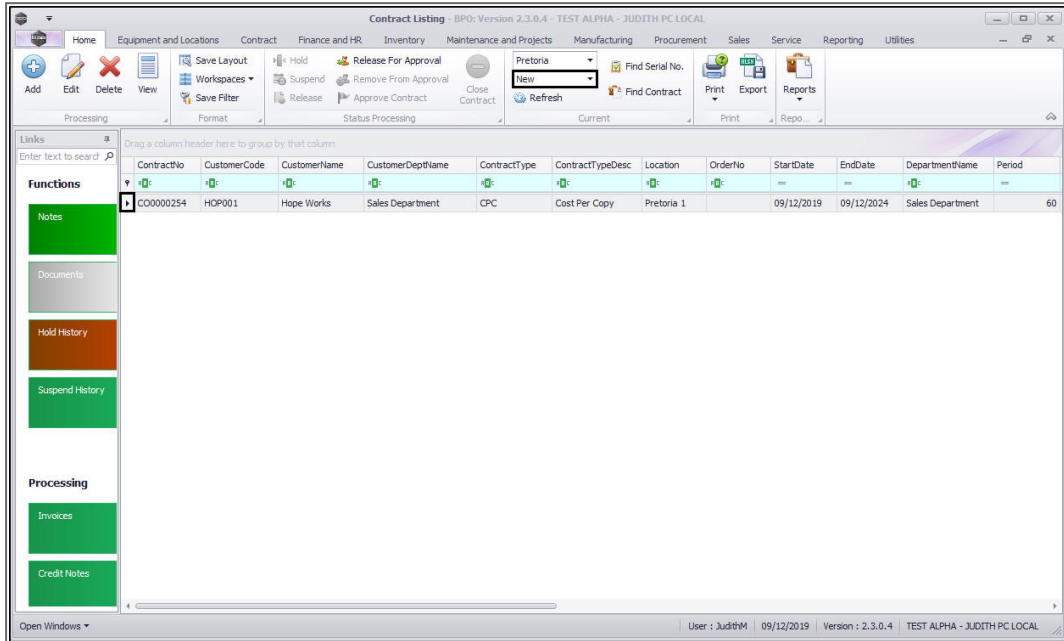 Contract Listing - BPO: Version 2.3.0.4 - TEST ALPHA - JUDITH PC LOCAL
Home Equipment and Locations Contract Finance and HR Inventory Maintenance and Projects Manufacturing Procurement Sales Service Reporting Utilities
Add Edit Delete View
Processing
Save Layout
Workspaces
Save Filter
Format
Hold
Suspend
Release
Release For Approval
Remove From Approval
Approve Contract
Close Contract
Status Processing
Pretoria
New
Refresh
Find Serial No.
Find Contract
Current
Print Export
Print
Reports
Repo...
Links
Enter text to search
Drag a column header here to group by that column
ContractNo CustomerCode CustomerName CustomerDeptName ContractType ContractTypeDesc Location OrderNo StartDate EndDate DepartmentName Period
CO0000254 HOP001 Hope Works Sales Department CPC Cost Per Copy Pretoria 1 09/12/2019 09/12/2024 Sales Department 60
Functions
Notes
Documents
Hold History
Suspend History
Processing
Invoices
Credit Notes
Open Windows
User : JudithM 09/12/2019 Version : 2.3.0.4 TEST ALPHA - JUDITH PC LOCAL